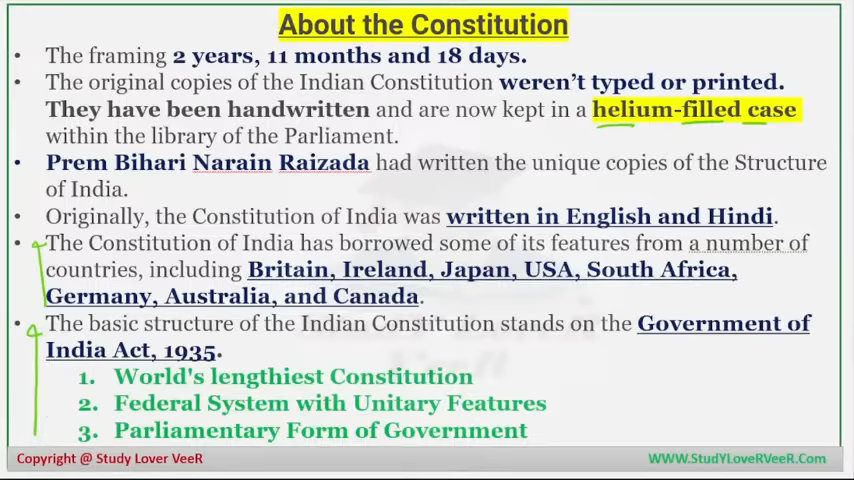 About the Constitution
• The framing 2 years, 11 months and 18 days.
• The original copies of the Indian Constitution weren't typed or printed.
They have been handwritten and are now kept in a helium-filled case
within the library of the Parliament.
• Prem Bihari Narain Raizada had written the unique copies of the Structure
of India.
• Originally, the Constitution of India was written in English and Hindi.
• The Constitution of India has borrowed some of its features from a number of
countries, including Britain, Ireland, Japan, USA, South Africa,
Germany, Australia, and Canada.
• The basic structure of the Indian Constitution stands on the Government of
India Act, 1935.
1. World's lengthiest Constitution
2. Federal System with Unitary Features
3. Parliamentary Form of Government
Copyright @ Study Lover VeeR
WWW.StudYLoveRVeeR.Com